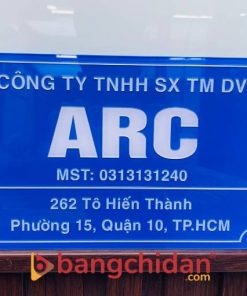 CÔNG TY TNHH SX TM DV
ARC
MST: 0313131240
262 Tô Hiến Thành
Phường 15, Quận 10, TP.HCM
bangchidan
.com